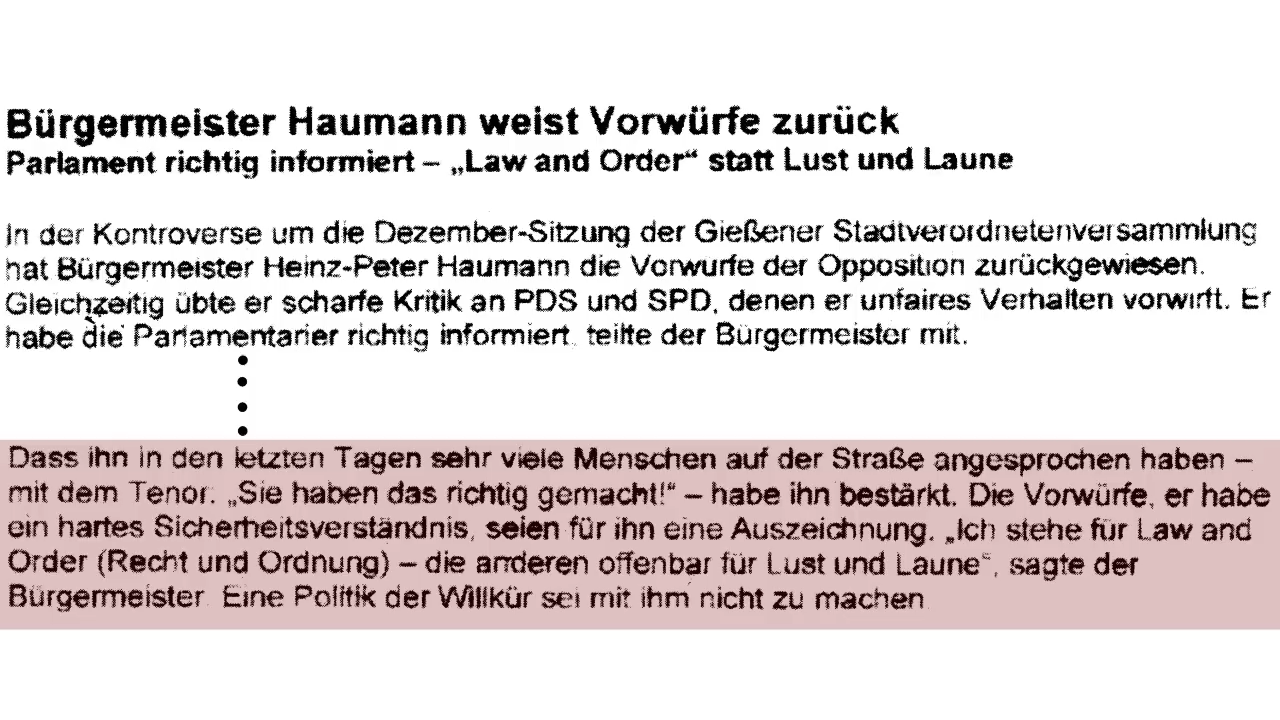 Bürgermeister Haumann weist Vorwürfe zurück
Parlament richtig informiert – „Law and Order“ statt Lust und Laune
In der Kontroverse um die Dezember-Sitzung der Gießener Stadtverordnetenversammlung
hat Bürgermeister Heinz-Peter Haumann die Vorwurfe der Opposition zurückgewiesen.
Gleichzeitig übte er scharfe Kritik an PDS und SPD, denen er unfaires Verhalten vorwirft. Er
habe die Parlamentarier richtig informiert, teilte der Bürgermeister mit.
Dass ihn in den letzten Tagen sehr viele Menschen auf der Straße angesprochen haben –
mit dem Tenor: „Sie haben das richtig gemacht!“ – habe ihn bestärkt. Die Vorwürfe, er habe
ein hartes Sicherheitsverständnis, seien für ihn eine Auszeichnung. „Ich stehe für Law and
Order (Recht und Ordnung) – die anderen offenbar für Lust und Laune“, sagte der
Bürgermeister. Eine Politik der Willkür sei mit ihm nicht zu machen